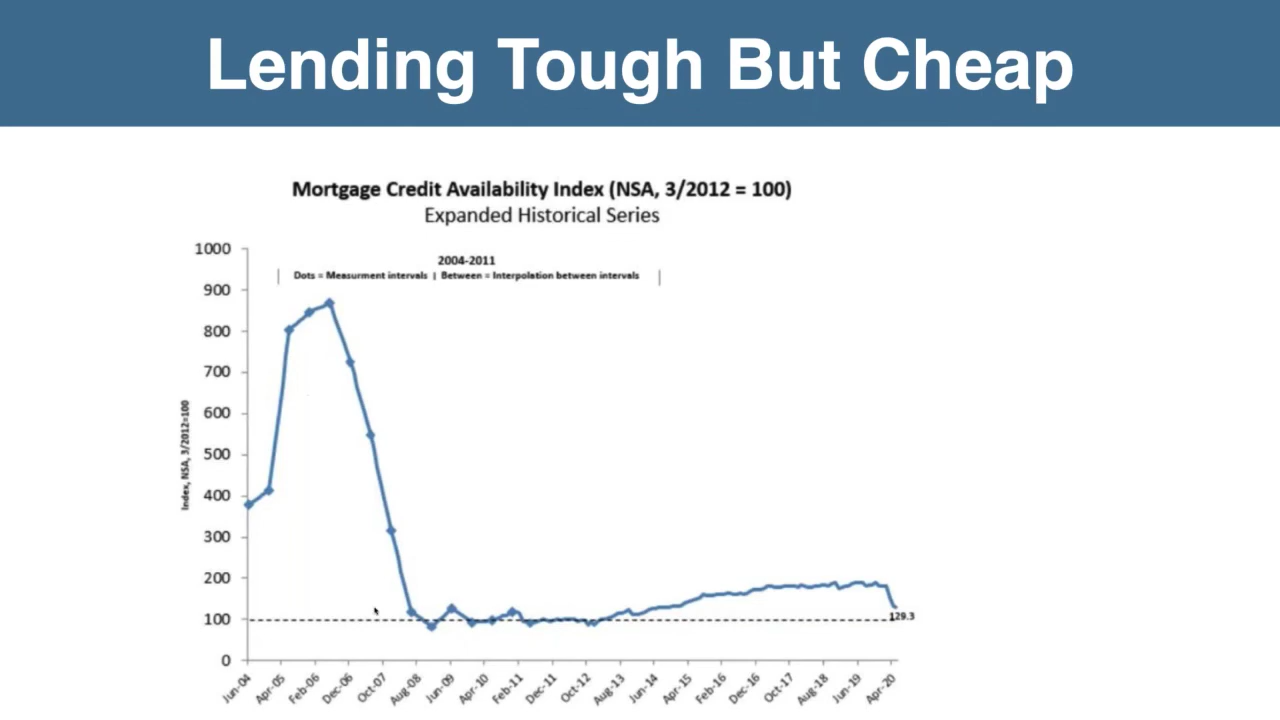 Lending Tough But Cheap
Mortgage Credit Availability Index (NSA, 3/2012 = 100)
Expanded Historical Series
2004-2011
Dots = Measurment intervals | Between = Interpolation between intervals
Index, NSA, 3/2012=100
1000
900
800
700
600
500
400
300
200
100
0
129.3
Jun-04
Apr-05
Feb-06
Dec-06
Oct-07
Aug-08
Jun-09
Apr-10
Feb-11
Dec-11
Oct-12
Aug-13
Jun-14
Apr-15
Feb-16
Dec-16
Oct-17
Aug-18
Jun-19
Apr-20